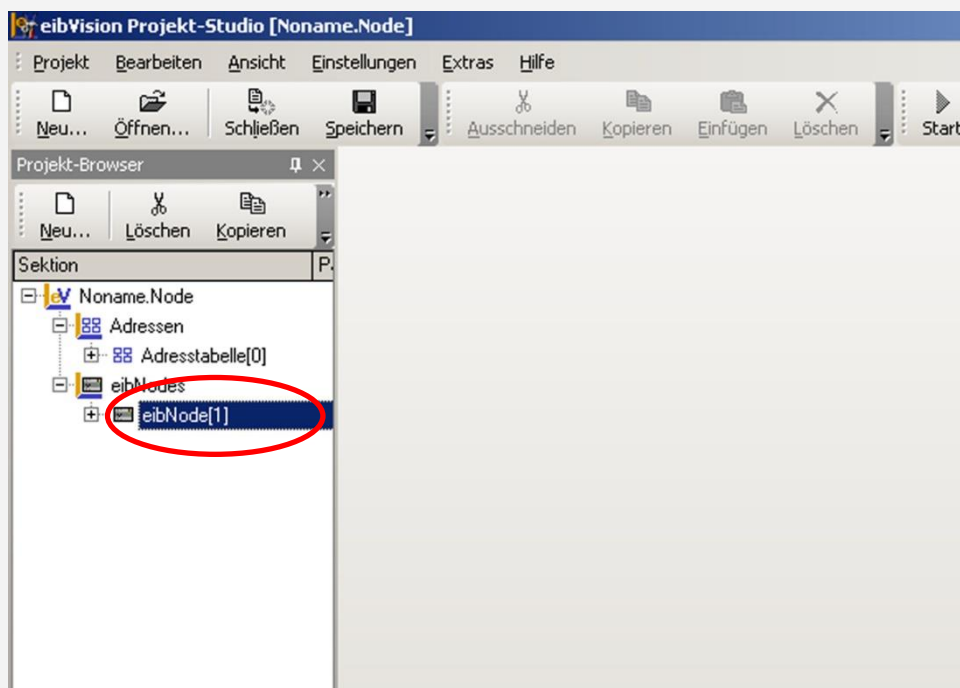 eibVision Projekt-Studio [Noname.Node]
Projekt Bearbeiten Ansicht Einstellungen Extras Hilfe
Neu... Öffnen... Schließen Speichern Ausschneiden Kopieren Einfügen Löschen Start
Projekt-Browser
Neu... Löschen Kopieren
Sektion P
eV Noname.Node
Adressen
Adresstabelle[0]
eibNodes
eibNode[1]